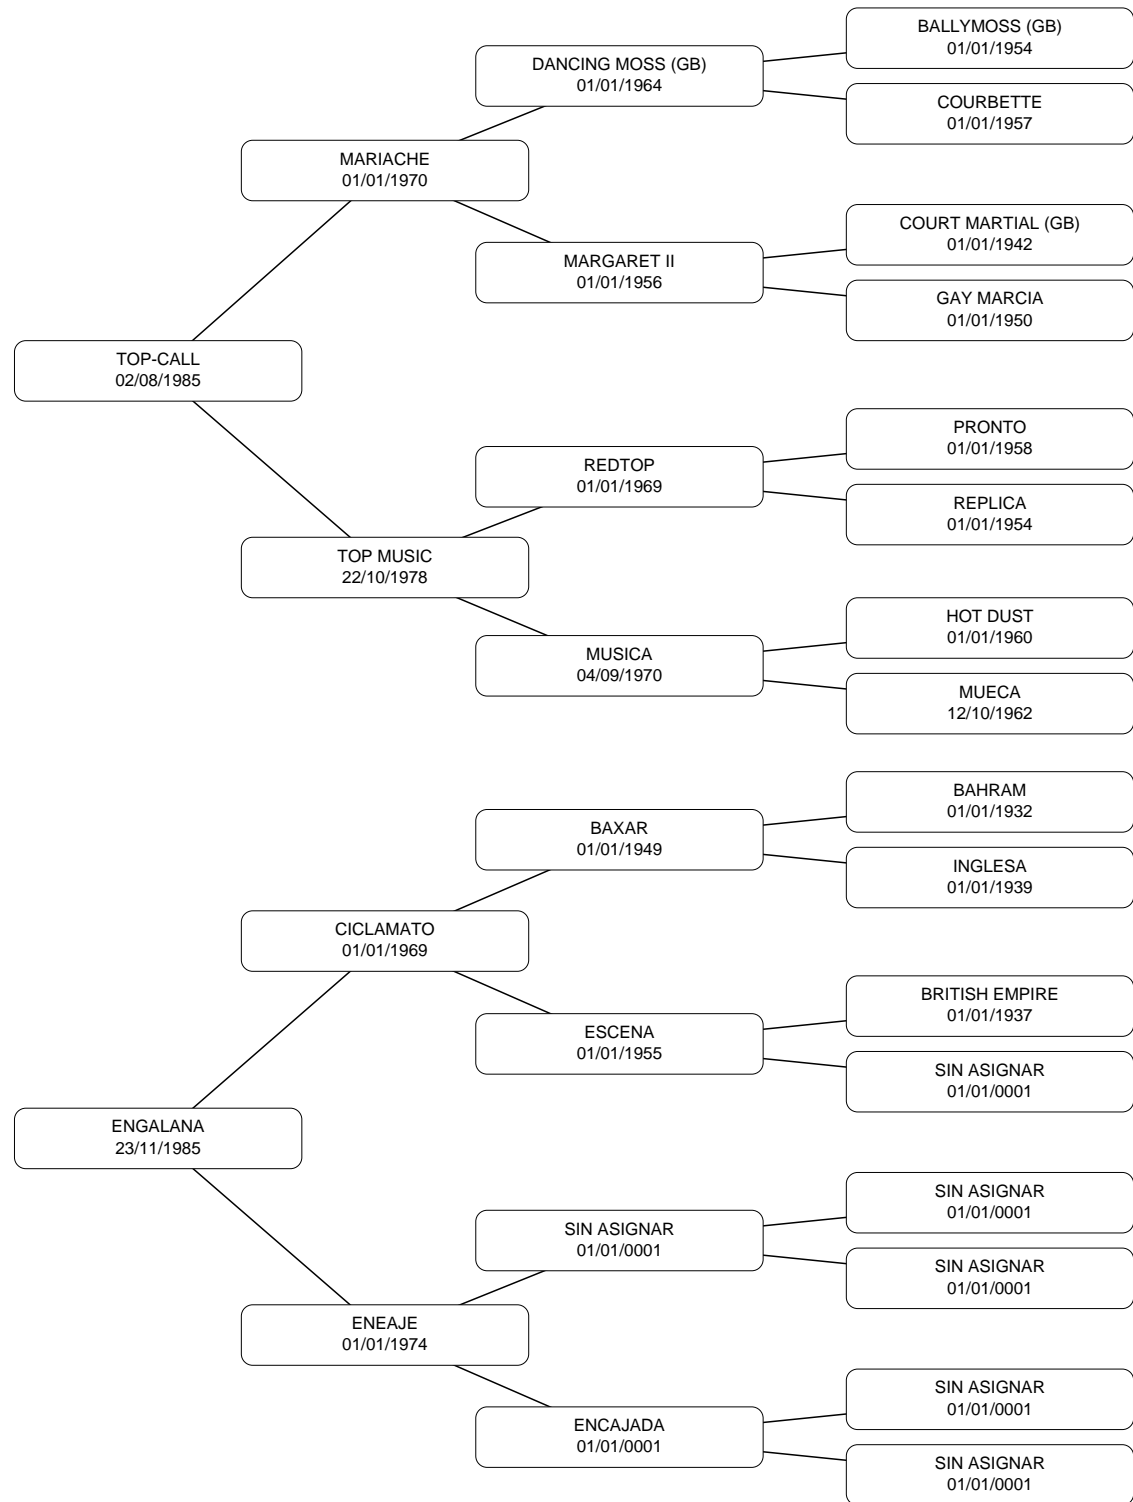 BALLYMOSS (GB)
01/01/1954
DANCING MOSS (GB)
01/01/1964
COURBETTE
01/01/1957
MARIACHE
01/01/1970
COURT MARTIAL (GB)
01/01/1942
MARGARET II
01/01/1956
GAY MARCIA
01/01/1950
TOP-CALL
02/08/1985
PRONTO
01/01/1958
REDTOP
01/01/1969
REPLICA
01/01/1954
TOP MUSIC
22/10/1978
HOT DUST
01/01/1960
MUSICA
04/09/1970
MUECA
12/10/1962
BAHRAM
01/01/1932
BAXAR
01/01/1949
INGLESA
01/01/1939
CICLAMATO
01/01/1969
BRITISH EMPIRE
01/01/1937
ESCENA
01/01/1955
SIN ASIGNAR
01/01/0001
ENGALANA
23/11/1985
SIN ASIGNAR
01/01/0001
SIN ASIGNAR
01/01/0001
SIN ASIGNAR
01/01/0001
ENEAJE
01/01/1974
SIN ASIGNAR
01/01/0001
ENCAJADA
01/01/0001
SIN ASIGNAR
01/01/0001